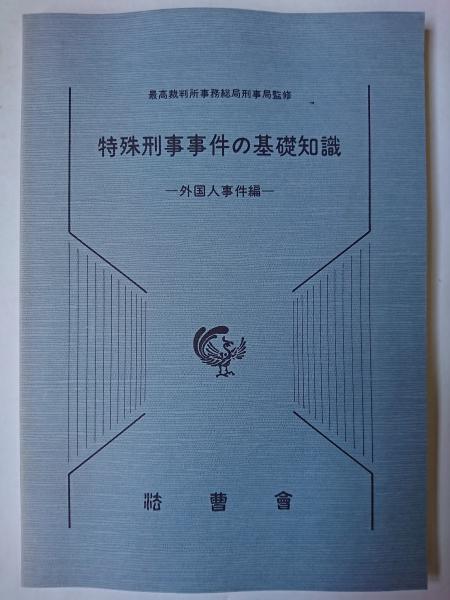 最高裁判所事務総局刑事局監修
特殊刑事事件の基礎知識
―外国人事件編―
法曹會